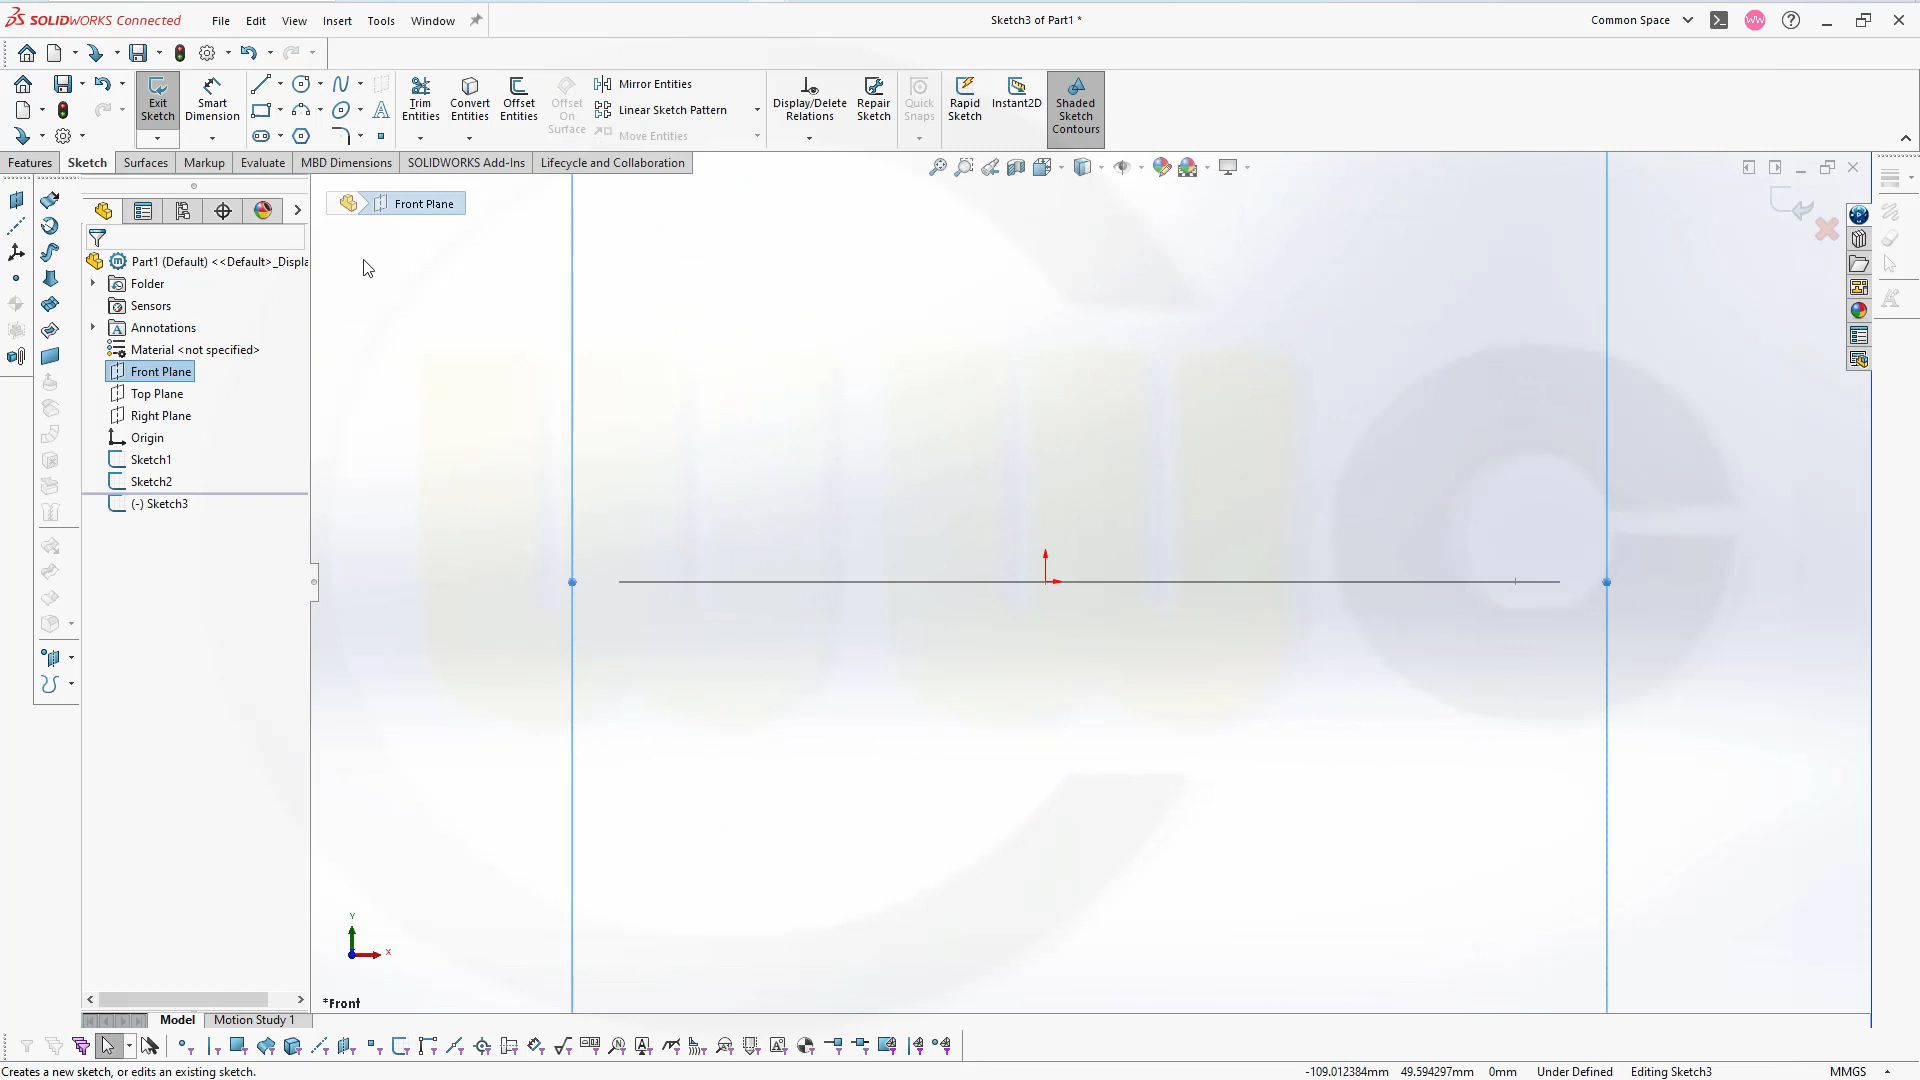 SOLIDWORKS Connected
File Edit View Insert Tools Window
Sketch3 of Part1 *
Common Space
WW
Exit Sketch
Smart Dimension
Trim Entities
Convert Entities
Offset Entities
Offset On Surface
Mirror Entities
Linear Sketch Pattern
Move Entities
Display/Delete Relations
Repair Sketch
Quick Snaps
Rapid Sketch
Instant2D
Shaded Sketch Contours
Features Sketch Surfaces Markup Evaluate MBD Dimensions SOLIDWORKS Add-Ins Lifecycle and Collaboration
Front Plane
Part1 (Default) <<Default>_Displa
Folder
Sensors
Annotations
Material <not specified>
Front Plane
Top Plane
Right Plane
Origin
Sketch1
Sketch2
(-) Sketch3
Y
X
*Front
Model Motion Study 1
Creates a new sketch, or edits an existing sketch.
-109.012384mm 49.594297mm 0mm Under Defined Editing Sketch3 MMGS